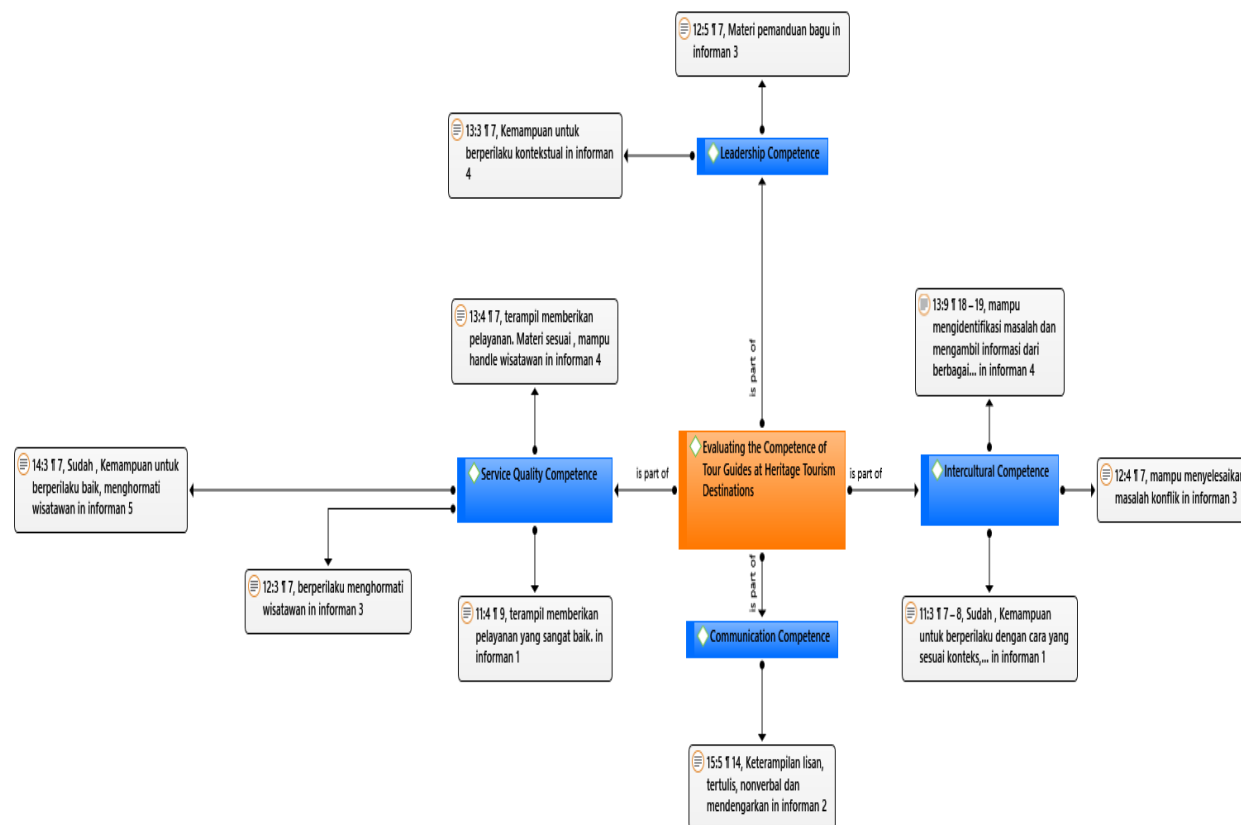 12:5 ¶ 7, Materi pemanduan bagu in
informan 3
13:3 ¶ 7, Kemampuan untuk
berperilaku kontekstual in informan
4
Leadership Competence
is part of
13:4 ¶ 7, terampil memberikan
pelayanan. Materi sesuai , mampu
handle wisatawan in informan 4
13:9 ¶ 18 – 19, mampu
mengidentifikasi masalah dan
mengambil informasi dari
berbagai... in informan 4
14:3 ¶ 7, Sudah , Kemampuan untuk
berperilaku baik, menghormati
wisatawan in informan 5
Service Quality Competence
is part of
Evaluating the Competence of
Tour Guides at Heritage Tourism
Destinations
is part of
Intercultural Competence
12:4 ¶ 7, mampu menyelesaikan
masalah konflik in informan 3
12:3 ¶ 7, berperilaku menghormati
wisatawan in informan 3
11:4 ¶ 9, terampil memberikan
pelayanan yang sangat baik. in
informan 1
is part of
Communication Competence
11:3 ¶ 7 – 8, Sudah , Kemampuan
untuk berperilaku dengan cara yang
sesuai konteks,... in informan 1
15:5 ¶ 14, Keterampilan lisan,
tertulis, nonverbal dan
mendengarkan in informan 2